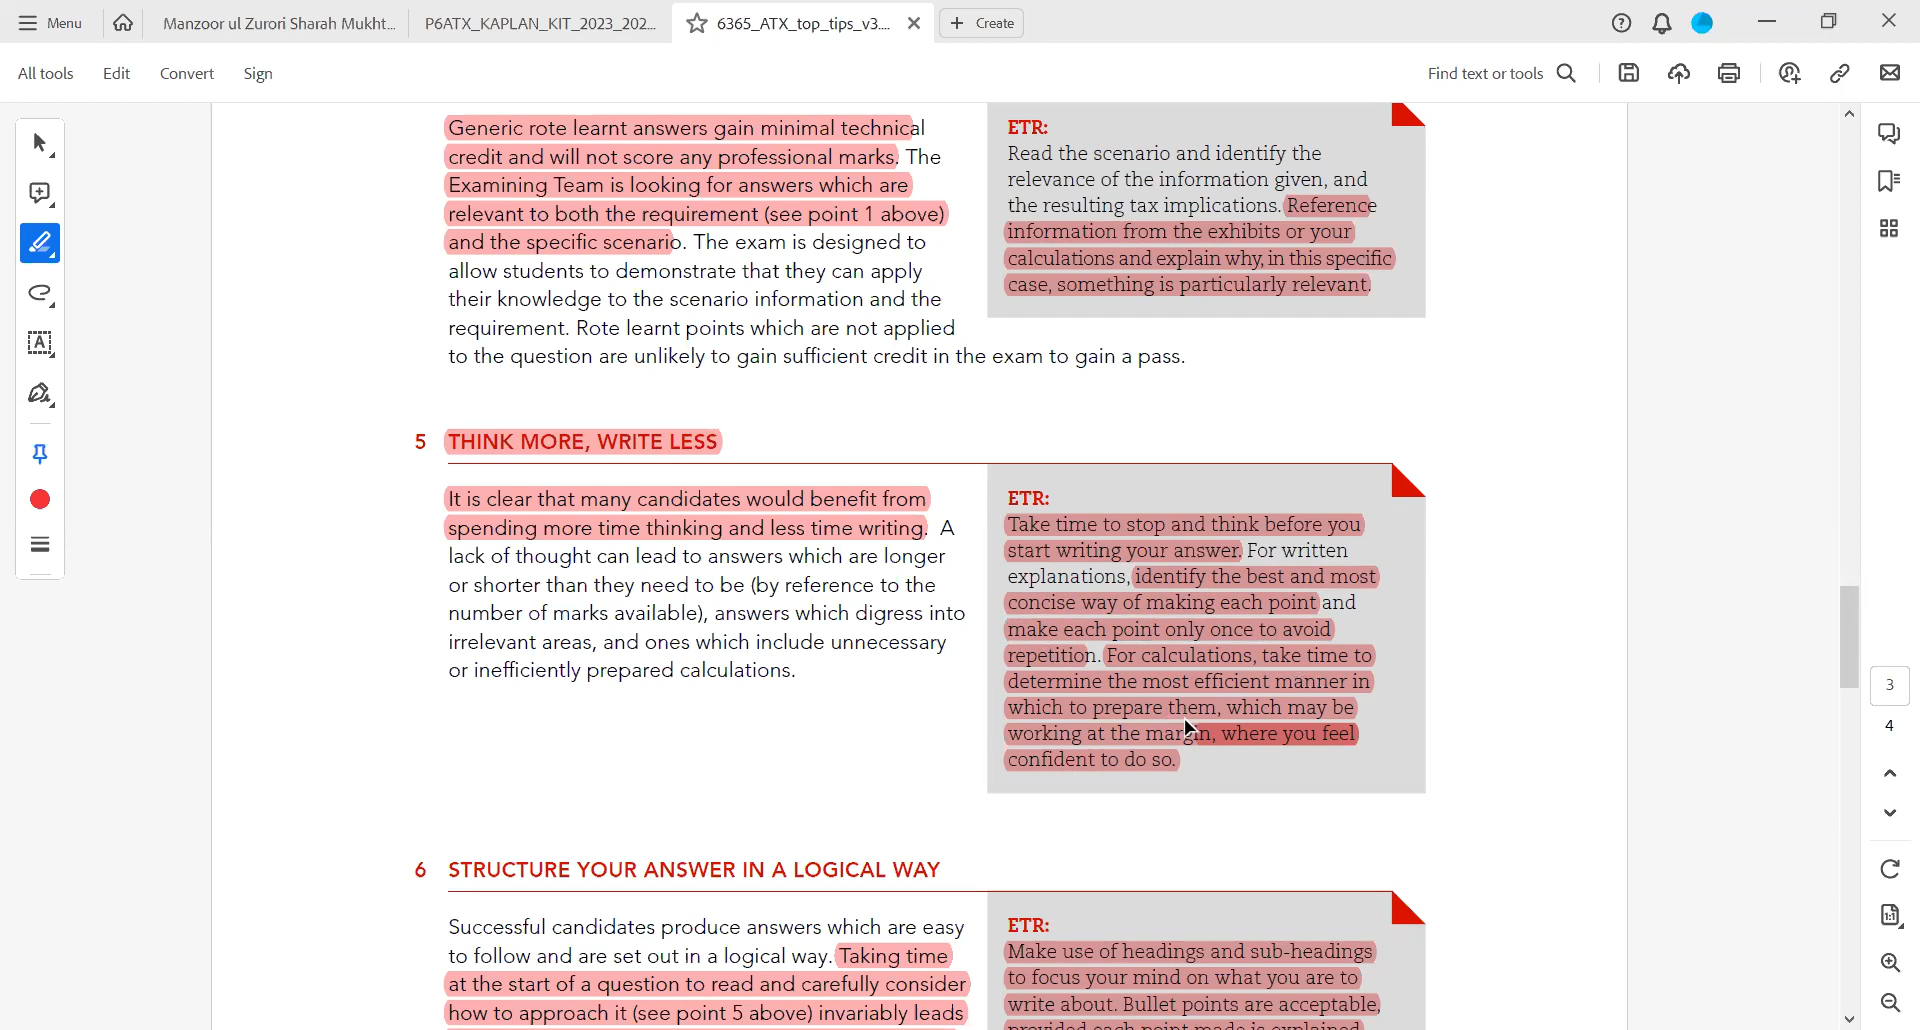 Menu
Manzoor ul Zurori Sharah Mukht...
P6ATX_KAPLAN_KIT_2023_202...
6365_ATX_top_tips_v3....
Create
All tools
Edit
Convert
Sign
Find text or tools
Generic rote learnt answers gain minimal technical
credit and will not score any professional marks. The
Examining Team is looking for answers which are
relevant to both the requirement (see point 1 above)
and the specific scenario. The exam is designed to
allow students to demonstrate that they can apply
their knowledge to the scenario information and the
requirement. Rote learnt points which are not applied
to the question are unlikely to gain sufficient credit in the exam to gain a pass.
ETR:
Read the scenario and identify the
relevance of the information given, and
the resulting tax implications. Reference
information from the exhibits or your
calculations and explain why, in this specific
case, something is particularly relevant.
5 THINK MORE, WRITE LESS
It is clear that many candidates would benefit from
spending more time thinking and less time writing. A
lack of thought can lead to answers which are longer
or shorter than they need to be (by reference to the
number of marks available), answers which digress into
irrelevant areas, and ones which include unnecessary
or inefficiently prepared calculations.
ETR:
Take time to stop and think before you
start writing your answer. For written
explanations, identify the best and most
concise way of making each point and
make each point only once to avoid
repetition. For calculations, take time to
determine the most efficient manner in
which to prepare them, which may be
working at the margin, where you feel
confident to do so.
6 STRUCTURE YOUR ANSWER IN A LOGICAL WAY
Successful candidates produce answers which are easy
to follow and are set out in a logical way. Taking time
at the start of a question to read and carefully consider
how to approach it (see point 5 above) invariably leads
ETR:
Make use of headings and sub-headings
to focus your mind on what you are to
write about. Bullet points are acceptable,
provided each point made is explained
3
4